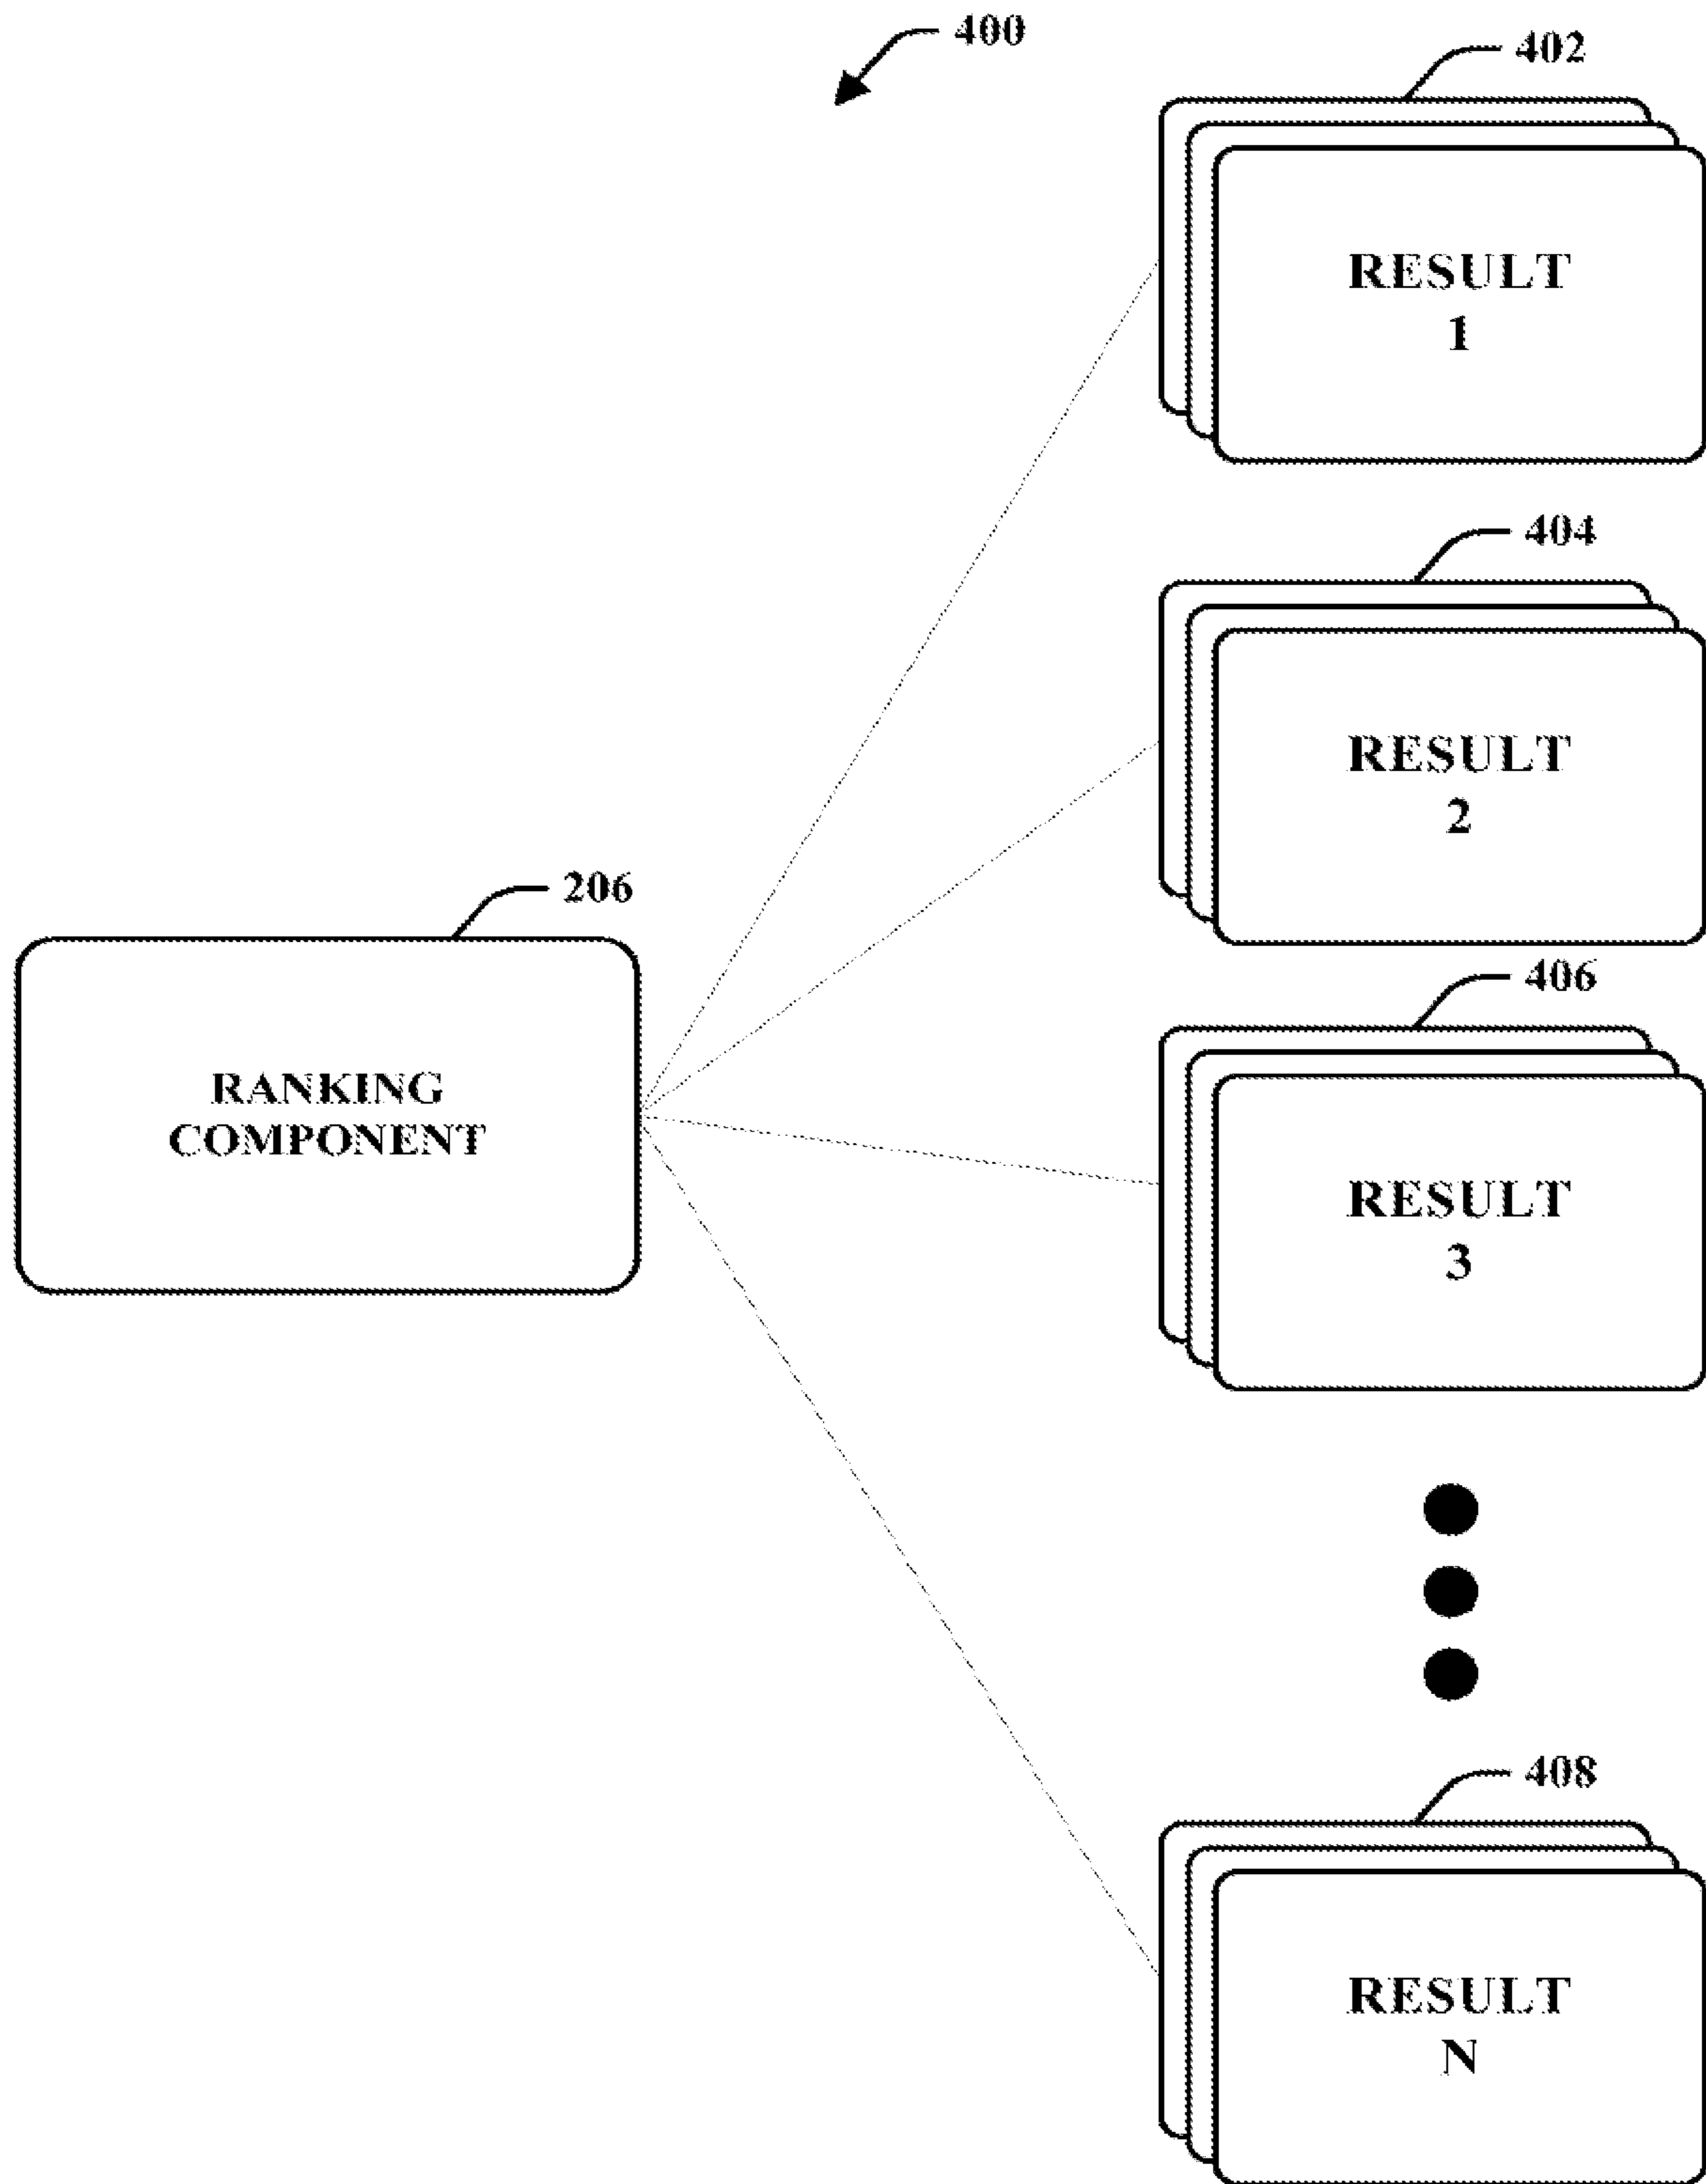 400
402
RESULT
1
404
RESULT
2
206
RANKING
COMPONENT
406
RESULT
3
408
RESULT
N